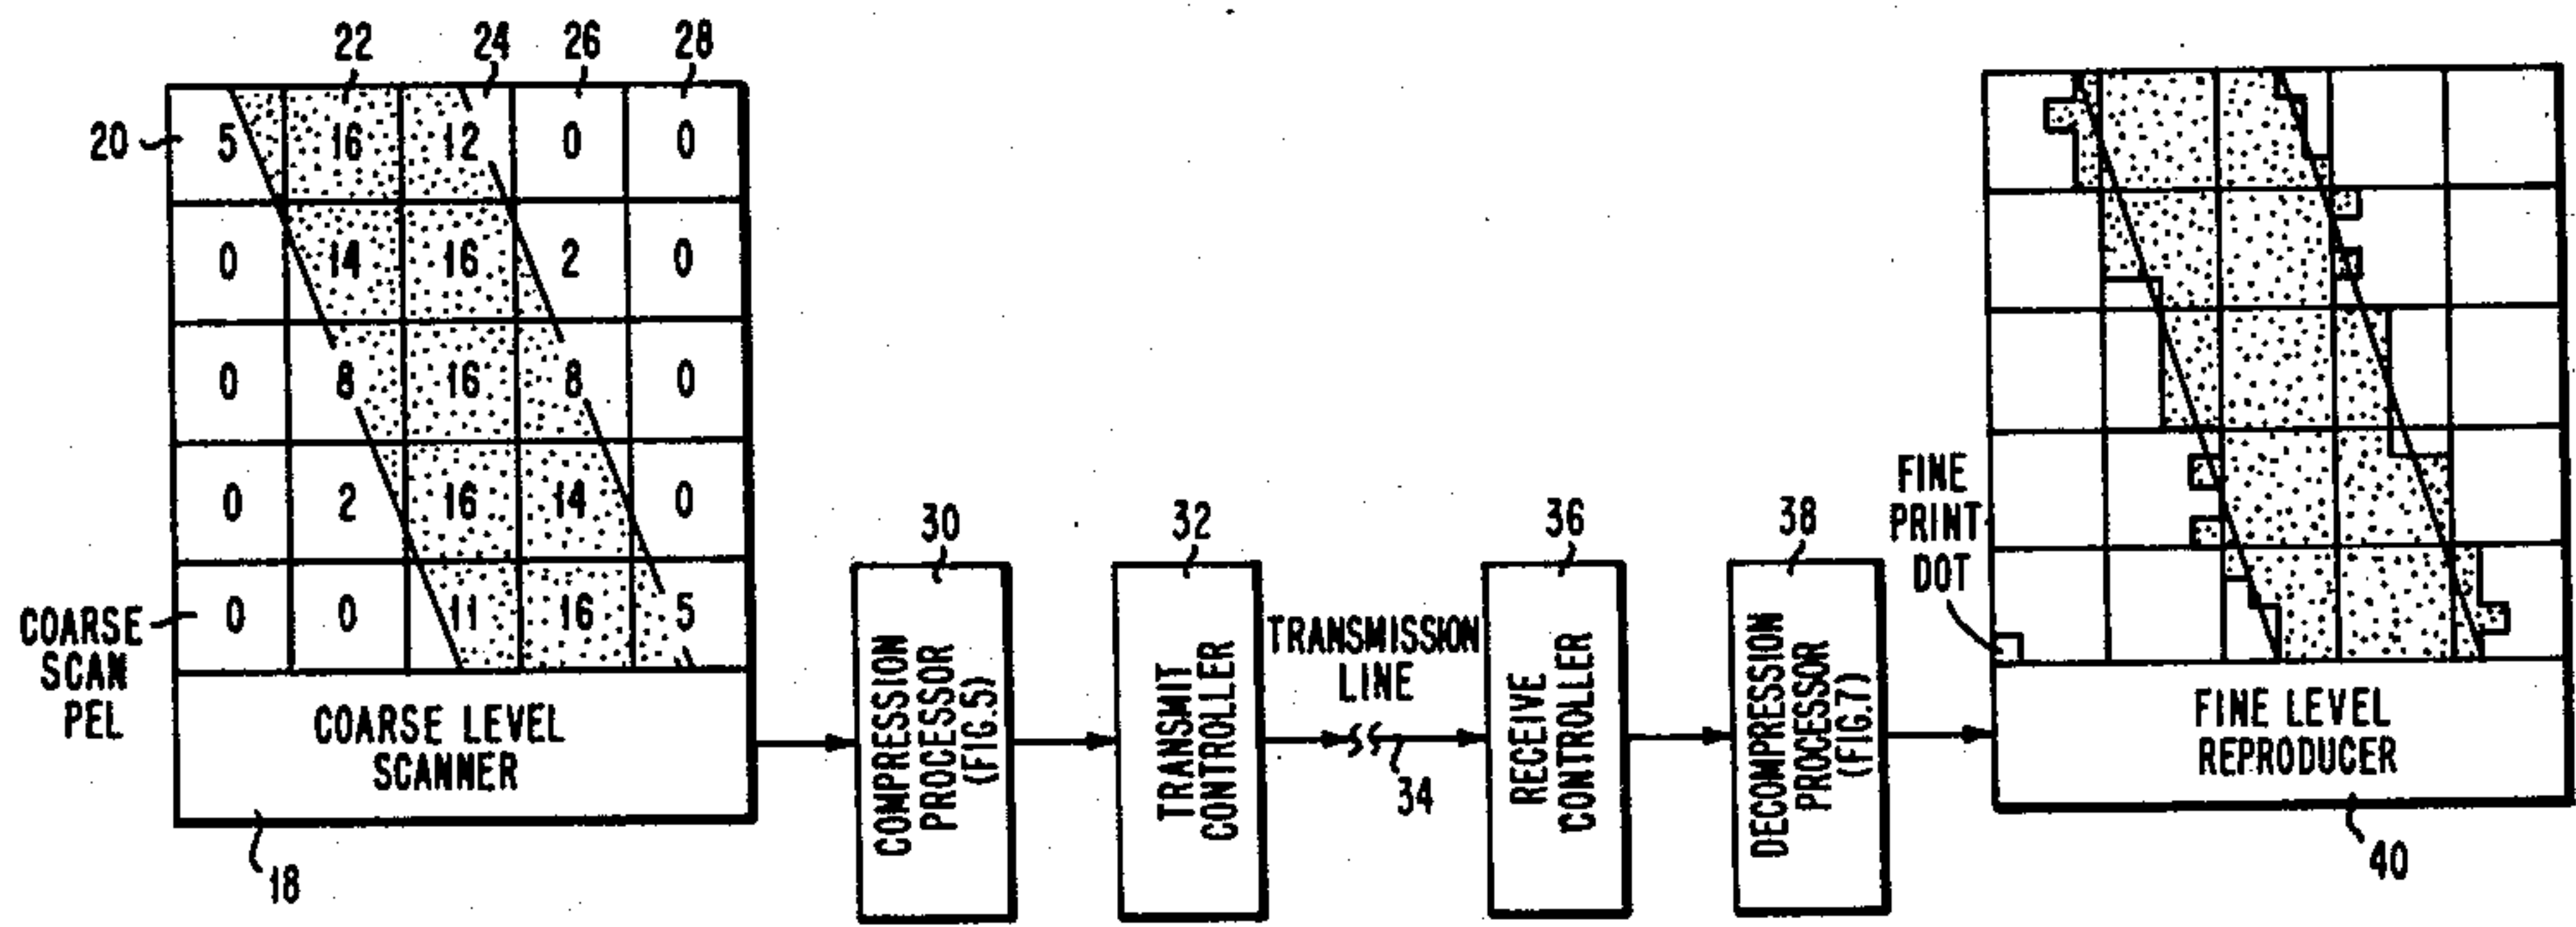 22 24 26 28
20 5 16 12 0 0
0 14 16 2 0
0 8 16 8 0
0 2 16 14 0
0 0 11 16 5
COARSE
SCAN
PEL
COARSE LEVEL
SCANNER
18
30
COMPRESSION
PROCESSOR
(FIG.5)
32
TRANSMIT
CONTROLLER
TRANSMISSION
LINE
34
36
RECEIVE
CONTROLLER
38
DECOMPRESSION
PROCESSOR
(FIG.7)
FINE
PRINT
DOT
FINE LEVEL
REPRODUCER
40